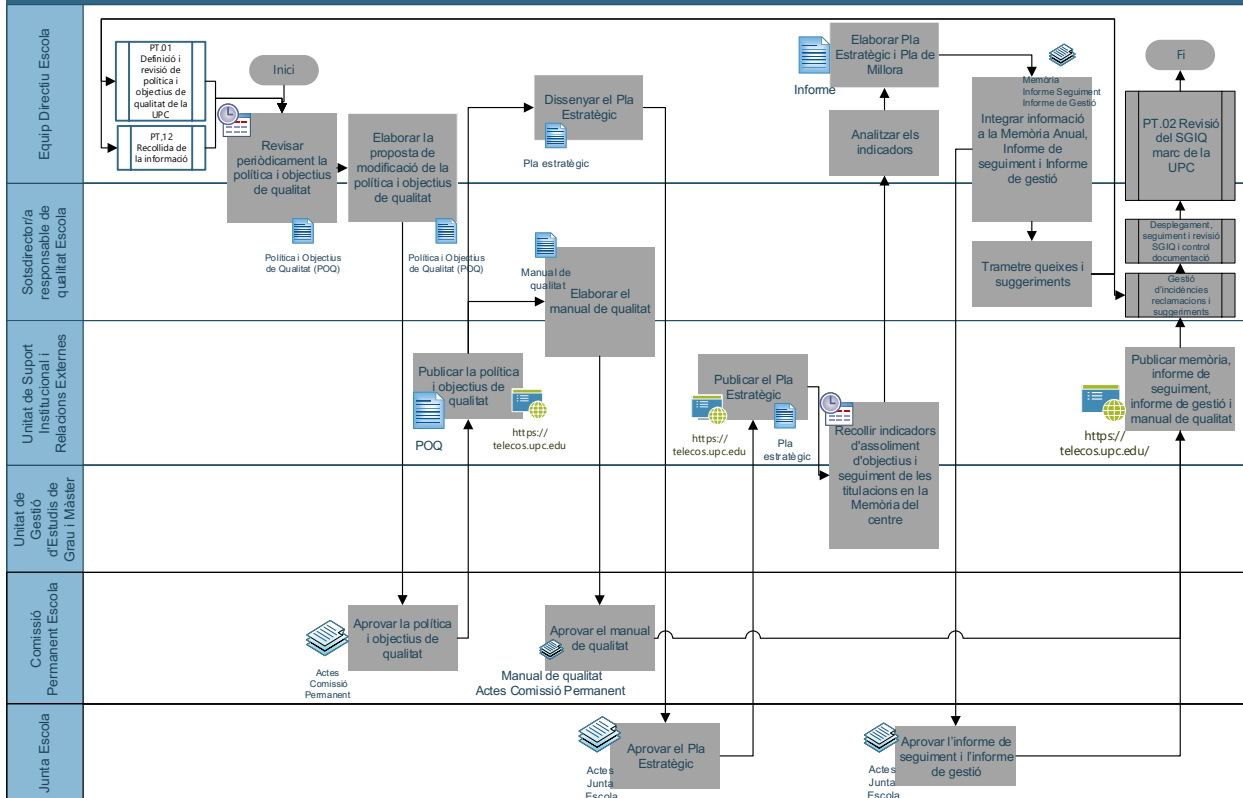 Equip Directiu Escola
PT.01
Definició i
revisió de
política i
objectius de
qualitat de la
UPC
PT,12
Recollida de
la informació
Inici
Revisar
periòdicament la
política i objectius
de qualitat
Elaborar la
proposta de
modificació de la
política i objectius
de qualitat
Dissenyar el Pla
Estratègic
Pla estratègic
Informe
Elaborar Pla
Estratègic i Pla de
Millora
Analitzar els
indicadors
Memòria
Informe Seguiment
Informe de Gestió
Integrar informació
a la Memòria Anual,
Informe de
seguiment i Informe
de gestió
Fi
PT.02 Revisió
del SGIQ
marc de la
UPC
Sotsdirector/a
responsable de
qualitat Escola
Política i Objectius
de Qualitat (POQ)
Política i Objectius
de Qualitat (POQ)
Manual de
qualitat
Elaborar el
manual de qualitat
Trametre queixes i
suggeriments
Desplegament,
seguiment i revisió
SGIQ i control
documentació
Gestió
d'incidències
reclamacions i
suggeriments
Unitat de Suport
Institucional i
Relacions Externes
Publicar la política
i objectius de
qualitat
POQ
https://
telecos.upc.edu
Publicar el Pla
Estratègic
https://
telecos.upc.edu
Pla
estratègic
Recollir indicadors
d'assoliment
d'objectius i
seguiment de les
titulacions en la
Memòria del
centre
Publicar memòria,
informe de
seguiment,
informe de gestió i
manual de qualitat
https://
telecos.upc.edu/
Unitat de
Gestió
d'Estudis de
Grau i Màster
Comissió
Permanent Escola
Aprovar la política
i objectius de
qualitat
Actes
Comissió
Permanent
Aprovar el manual
de qualitat
Manual de qualitat
Actes Comissió Permanent
Junta Escola
Aprovar el Pla
Estratègic
Actes
Junta
Escola
Aprovar l'informe de
seguiment i l'informe
de gestió
Actes
Junta
Escola